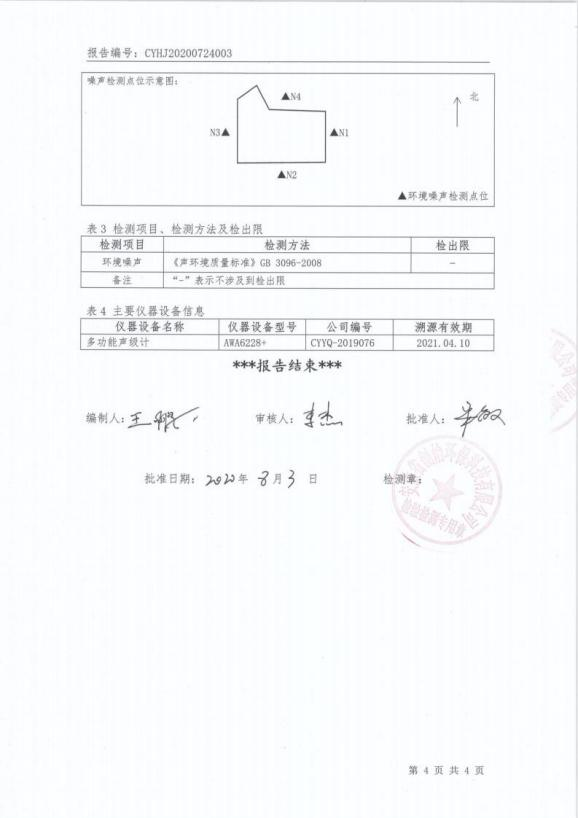 报告编号：CYHJ20200724003
噪声检测点位示意图：
▲N4
北
N3▲
▲N1
▲N2
▲环境噪声检测点位
表 3 检测项目、检测方法及检出限
检测项目 检测方法 检出限
环境噪声 《声环境质量标准》GB 3096-2008 -
备注 “-”表示不涉及到检出限
表 4 主要仪器设备信息
仪器设备名称 仪器设备型号 公司编号 溯源有效期
多功能声级计 AWA6228+ CYYQ-2019076 2021.04.10
***报告结束***
编制人：王 审核人：李杰 批准人：
批准日期：2020 年 8 月 3 日 检测章：
检验检测专用章
第 4 页 共 4 页